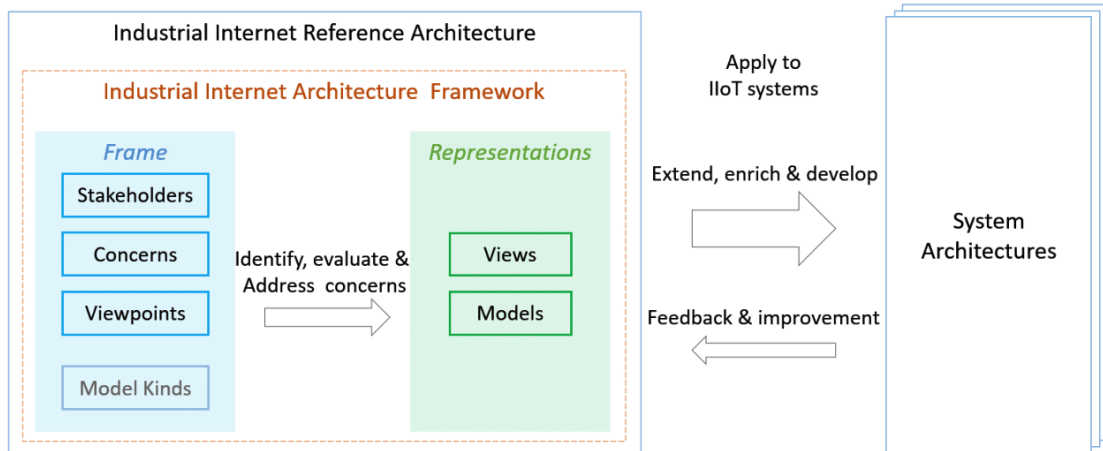 Industrial Internet Reference Architecture
Industrial Internet Architecture Framework
Frame
Stakeholders
Concerns
Viewpoints
Model Kinds
Identify, evaluate &
Address concerns
Representations
Views
Models
Apply to
IIoT systems
Extend, enrich & develop
Feedback & improvement
System
Architectures